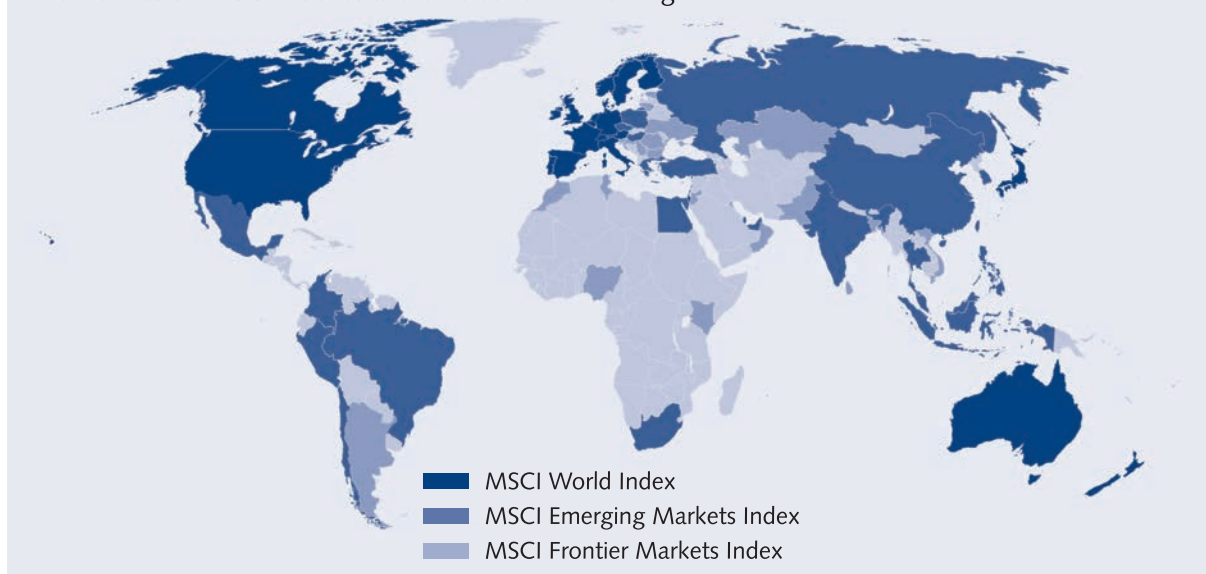 MSCI World Index
MSCI Emerging Markets Index
MSCI Frontier Markets Index